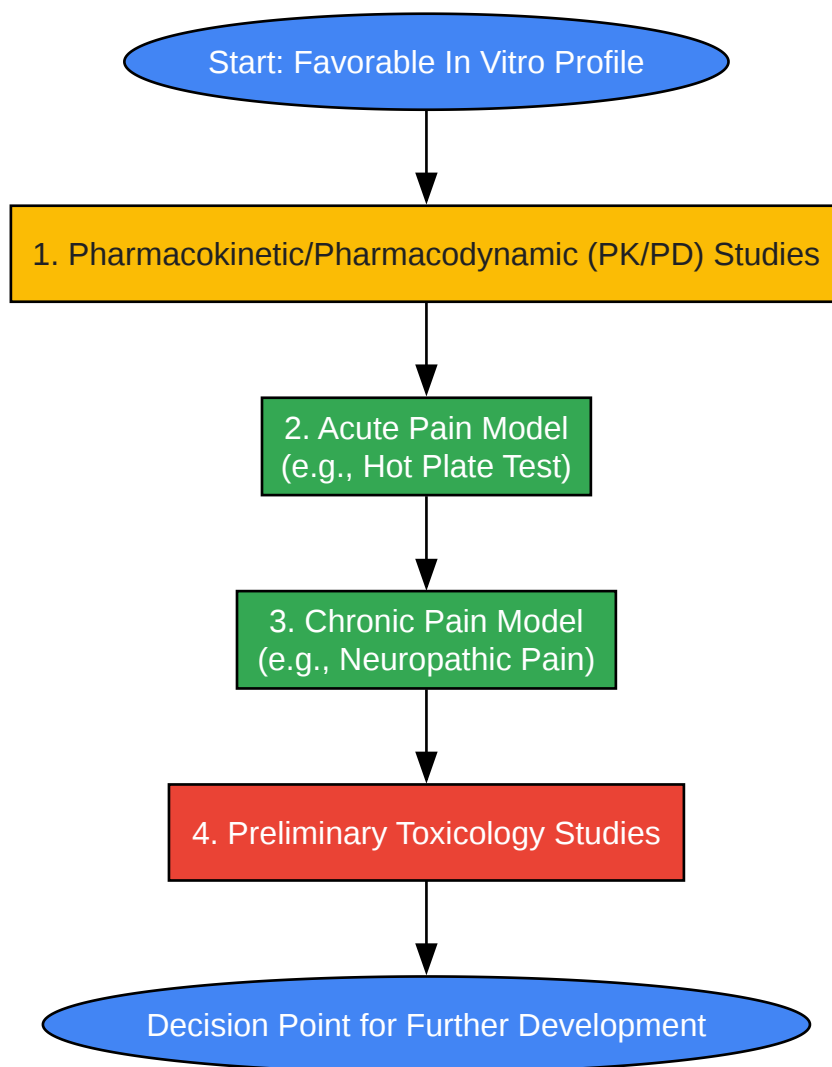 Start: Favorable In Vitro Profile
1. Pharmacokinetic/Pharmacodynamic (PK/PD) Studies
2. Acute Pain Model
(e.g., Hot Plate Test)
3. Chronic Pain Model
(e.g., Neuropathic Pain)
4. Preliminary Toxicology Studies
Decision Point for Further Development